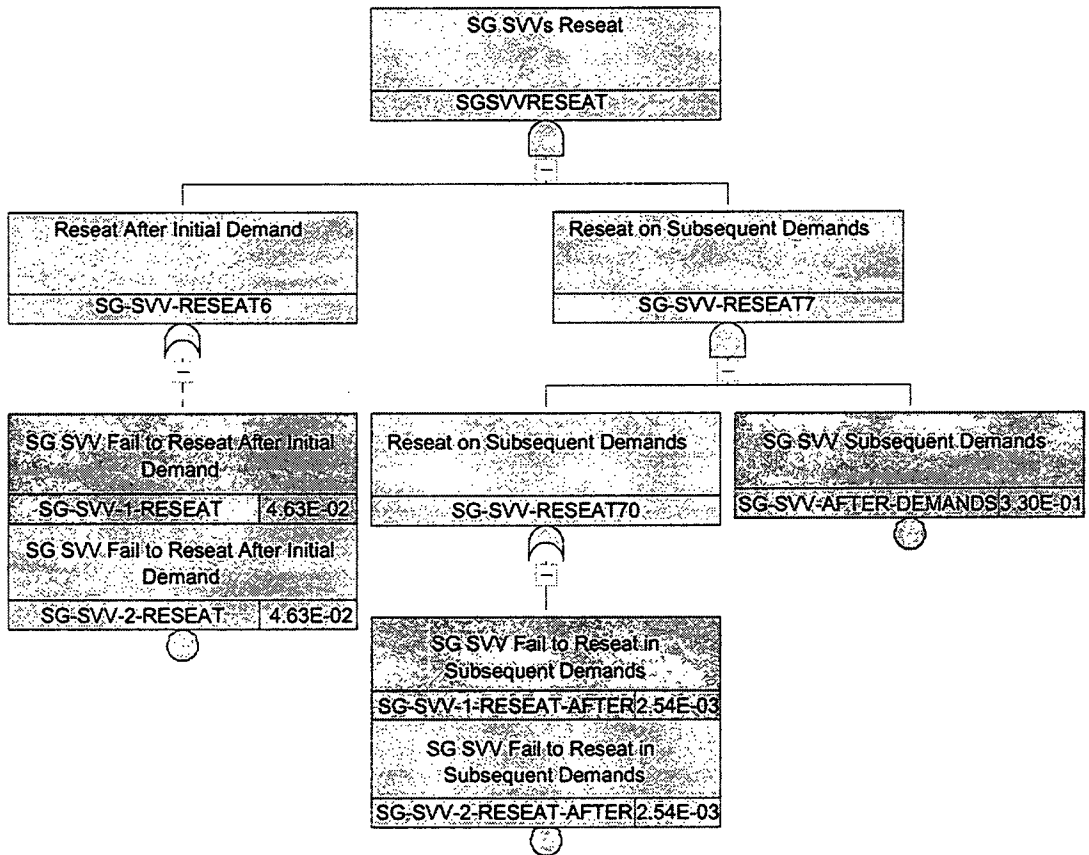 SG SVVs Reseat
SGSVVRESEAT
Reseat After Initial Demand
SG-SVV-RESEAT6
Reseat on Subsequent Demands
SG-SVV-RESEAT7
SG SVV Fail to Reseat After Initial
Demand
SG-SVV-1-RESEAT 4.63E-02
SG SVV Fail to Reseat After Initial
Demand
SG-SVV-2-RESEAT 4.63E-02
Reseat on Subsequent Demands
SG-SVV-RESEAT70
SG SVV Subsequent Demands
SG-SVV-AFTER-DEMANDS 3.30E-01
SG SVV Fail to Reseat in
Subsequent Demands
SG-SVV-1-RESEAT-AFTER 2.54E-03
SG SVV Fail to Reseat in
Subsequent Demands
SG-SVV-2-RESEAT-AFTER 2.54E-03